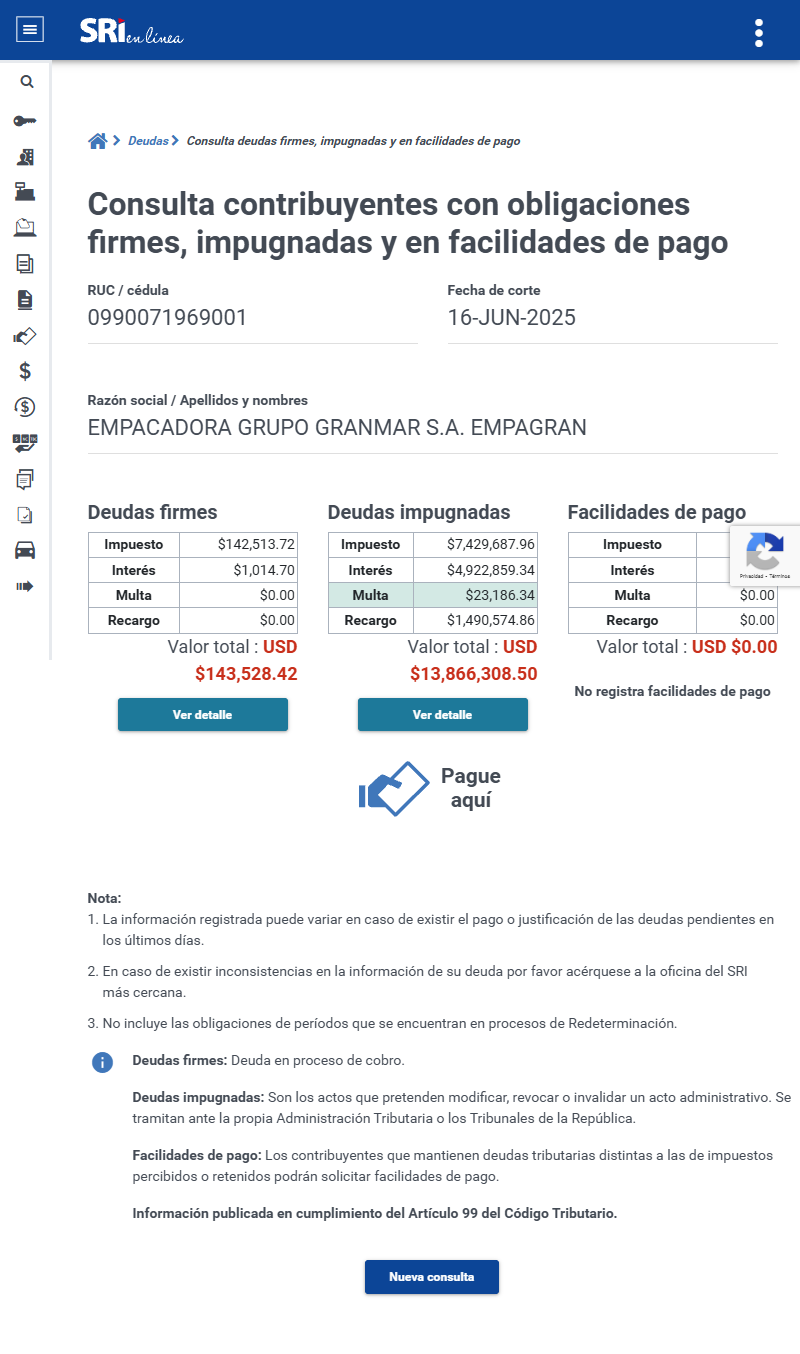 SRi en línea
Deudas
Consulta deudas firmes, impugnadas y en facilidades de pago
Consulta contribuyentes con obligaciones
firmes, impugnadas y en facilidades de pago
RUC / cédula
Fecha de corte
0990071969001
16-JUN-2025
Razón social / Apellidos y nombres
EMPACADORA GRUPO GRANMAR S.A. EMPAGRAN
Deudas firmes
Impuesto $142,513.72
Interés $1,014.70
Multa $0.00
Recargo $0.00
Valor total : USD
$143,528.42
Ver detalle
Deudas impugnadas
Impuesto $7,429,687.96
Interés $4,922,859.34
Multa $23,186.34
Recargo $1,490,574.86
Valor total : USD
$13,866,308.50
Ver detalle
Facilidades de pago
Impuesto
Interés
Multa $0.00
Recargo $0.00
Valor total : USD $0.00
No registra facilidades de pago
Privacidad - Términos
Pague
aquí
Nota:
1. La información registrada puede variar en caso de existir el pago o justificación de las deudas pendientes en
los últimos días.
2. En caso de existir inconsistencias en la información de su deuda por favor acérquese a la oficina del SRI
más cercana.
3. No incluye las obligaciones de períodos que se encuentran en procesos de Redeterminación.
Deudas firmes: Deuda en proceso de cobro.
Deudas impugnadas: Son los actos que pretenden modificar, revocar o invalidar un acto administrativo. Se
tramitan ante la propia Administración Tributaria o los Tribunales de la República.
Facilidades de pago: Los contribuyentes que mantienen deudas tributarias distintas a las de impuestos
percibidos o retenidos podrán solicitar facilidades de pago.
Información publicada en cumplimiento del Artículo 99 del Código Tributario.
Nueva consulta